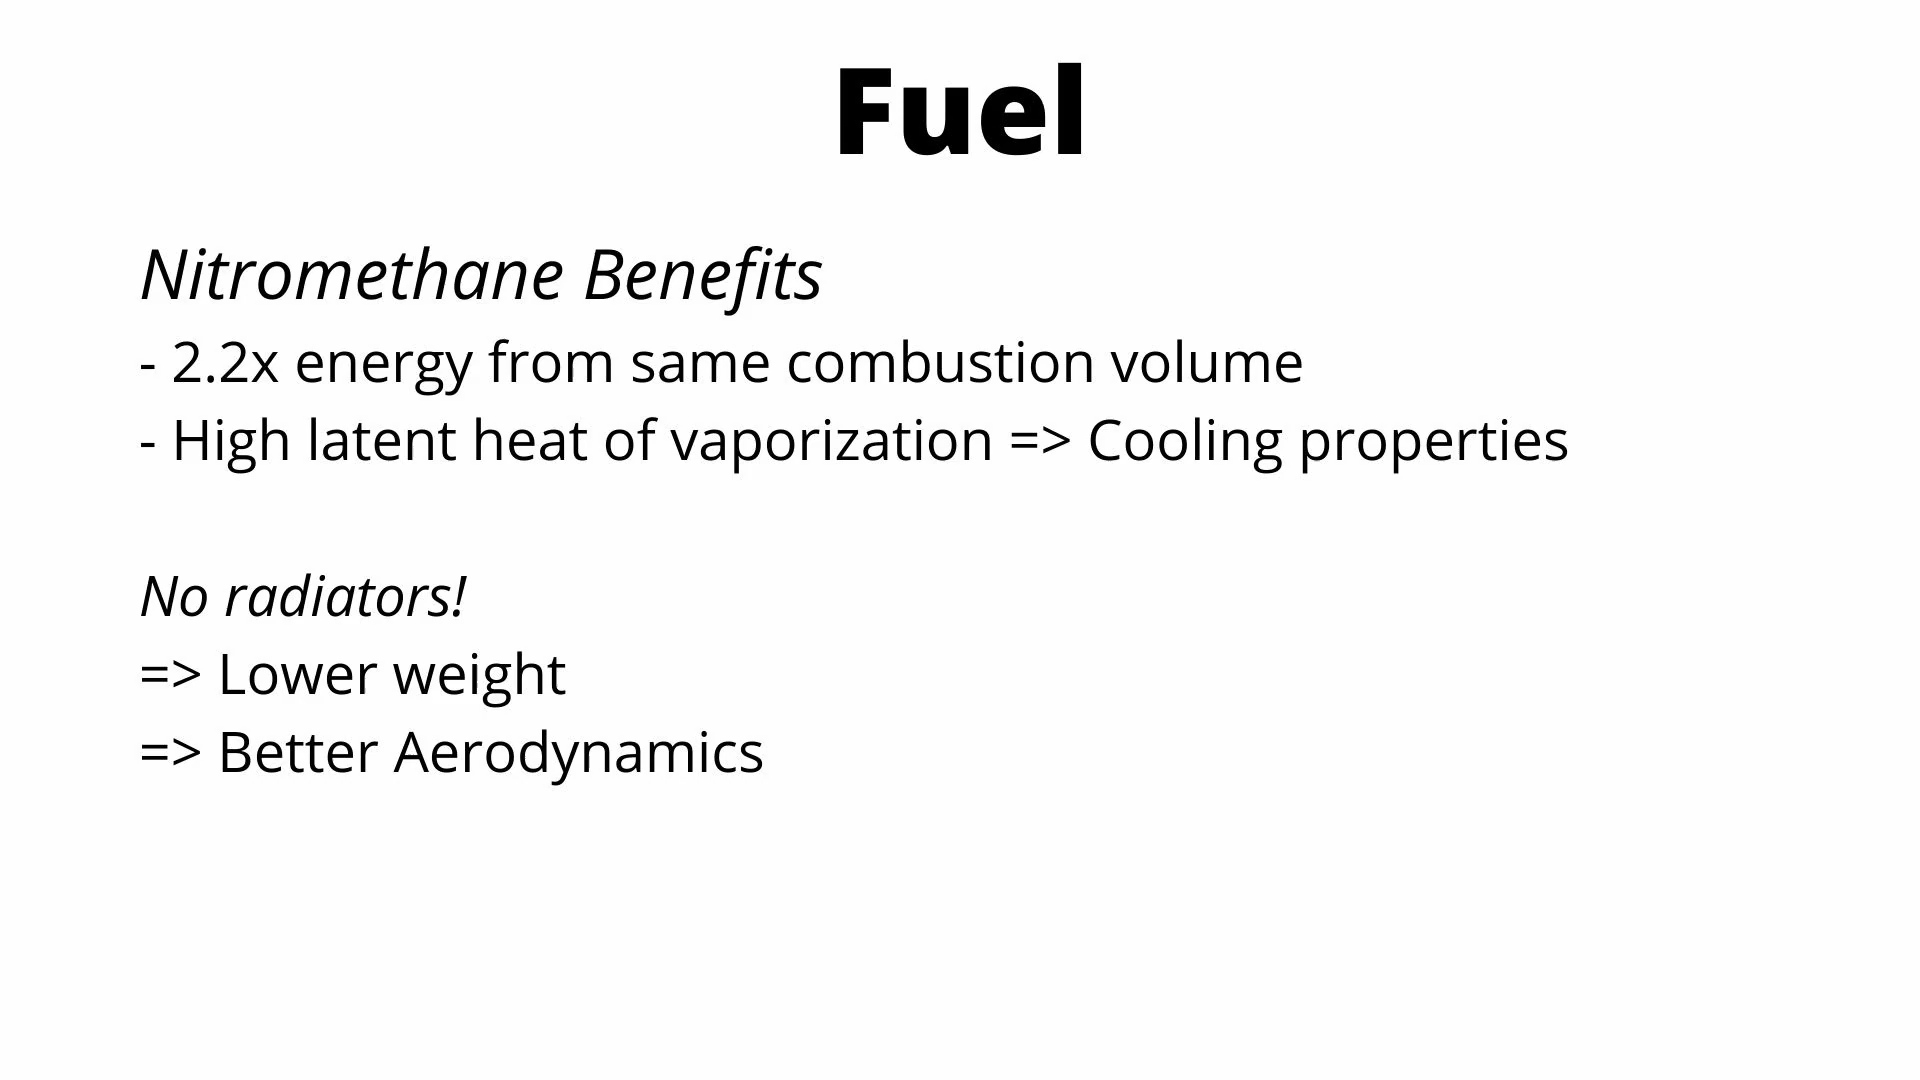 Fuel
Nitromethane Benefits
- 2.2x energy from same combustion volume
- High latent heat of vaporization => Cooling properties
No radiators!
=> Lower weight
=> Better Aerodynamics